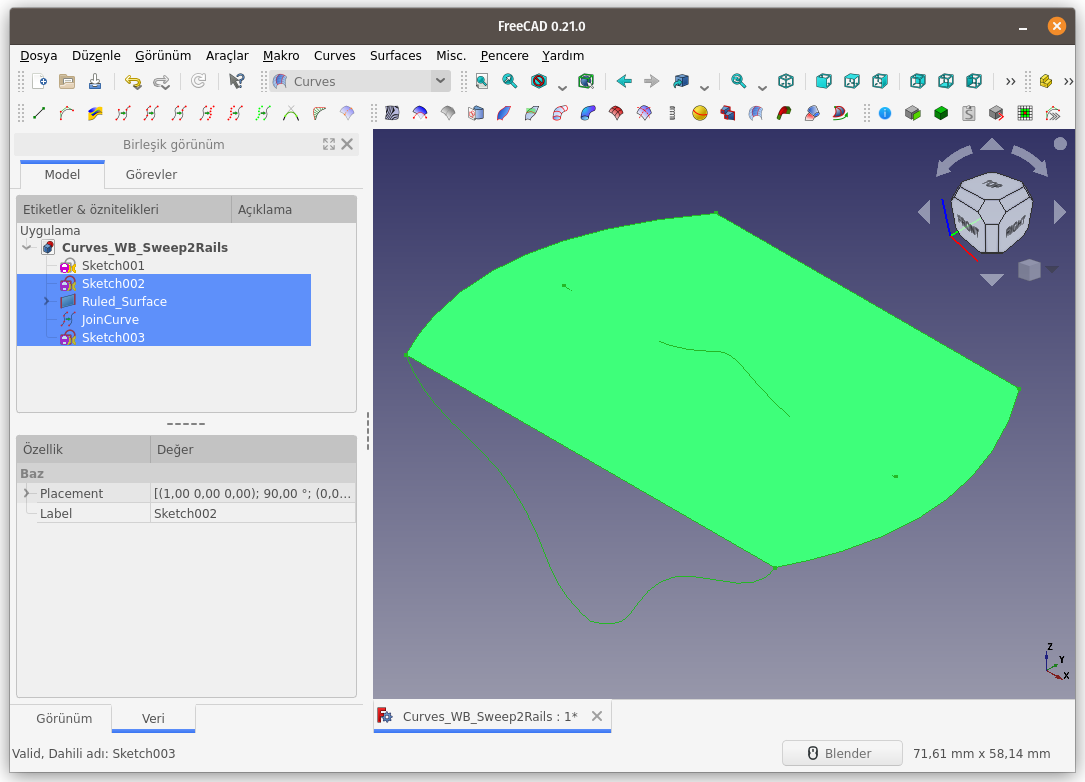 FreeCAD 0.21.0
Dosya Düzenle Görünüm Araçlar Makro Curves Surfaces Misc. Pencere Yardım
Curves
Birleşik görünüm
Model Görevler
Etiketler & öznitelikleri Açıklama
Uygulama
Curves_WB_Sweep2Rails
Sketch001
Sketch002
Ruled_Surface
JoinCurve
Sketch003
Özellik Değer
Baz
Placement [(1,00 0,00 0,00); 90,00 °; (0,0...
Label Sketch002
Görünüm Veri
TOP
FRONT RIGHT
Z
Y
X
Curves_WB_Sweep2Rails : 1*
Valid, Dahili adı: Sketch003 Blender 71,61 mm x 58,14 mm